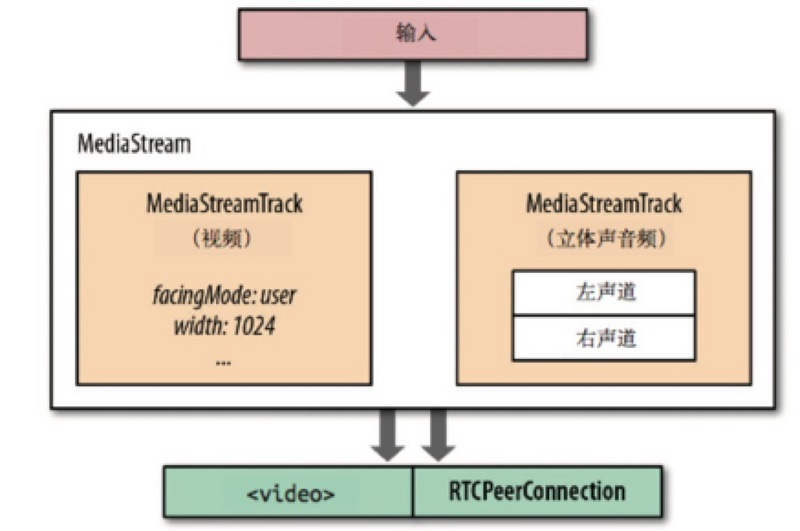 输入
MediaStream
MediaStreamTrack
（视频）
facingMode: user
width: 1024
...
MediaStreamTrack
（立体声音频）
左声道
右声道
<video>
RTCPeerConnection